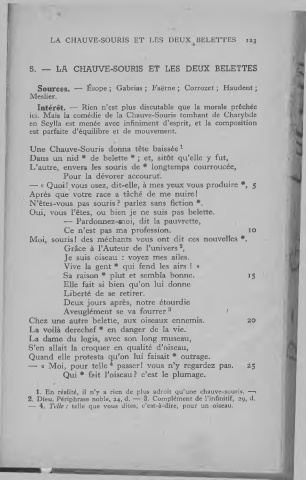 LA CHAUVE-SOURIS ET LES DEUX BELETTES 123
5. — LA CHAUVE-SOURIS ET LES DEUX BELETTES
Sources. — Ésope ; Gabrias ; Faërne ; Corrozet ; Haudent ;
Meslier.
Intérêt. — Rien n'est plus discutable que la morale prêchée
ici. Mais la comédie de la Chauve-Souris tombant de Charybde
en Scylla est menée avec infiniment d'esprit, et la composition
est parfaite d'équilibre et de mouvement.
Une Chauve-Souris donna tête baissée 1
Dans un nid * de belette * ; et, sitôt qu'elle y fut,
L'autre, envers les souris de * longtemps courroucée,
Pour la dévorer accourut.
— « Quoi! vous osez, dit-elle, à mes yeux vous produire *, 5
Après que votre race a tâché de me nuire!
N'êtes-vous pas souris ? parlez sans fiction *.
Oui, vous l'êtes, ou bien je ne suis pas belette.
— Pardonnez-moi, dit la pauvrette,
Ce n'est pas ma profession. 10
Moi, souris! des méchants vous ont dit ces nouvelles *.
Grâce à l'Auteur de l'univers 2,
Je suis oiseau : voyez mes ailes.
Vive la gent * qui fend les airs ! »
Sa raison * plut et sembla bonne. 15
Elle fait si bien qu'on lui donne
Liberté de se retirer.
Deux jours après, notre étourdie
Aveuglément se va fourrer 3
Chez une autre belette, aux oiseaux ennemie. 20
La voilà derechef * en danger de la vie.
La dame du logis, avec son long museau,
S'en allait la croquer en qualité d'oiseau,
Quand elle protesta qu'on lui faisait * outrage.
— « Moi, pour telle 4 passer! vous n'y regardez pas. 25
Qui * fait l'oiseau ? c'est le plumage.
1. En réalité, il n'y a rien de plus adroit qu'une chauve-souris. —
2. Dieu. Périphrase noble, 24, d. — 3. Complément de l'infinitif, 29, d.
— 4. Telle : telle que vous dites, c'est-à-dire, pour un oiseau.